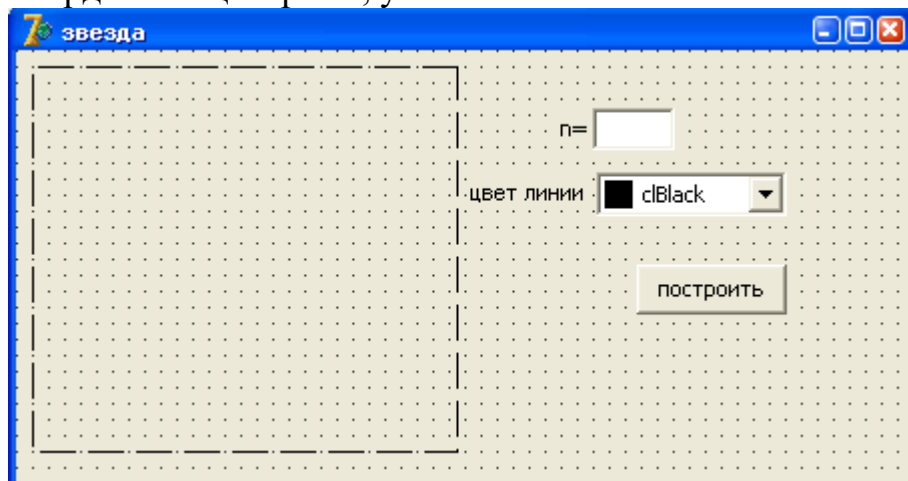 звезда
n=
цвет линии
clBlack
построить